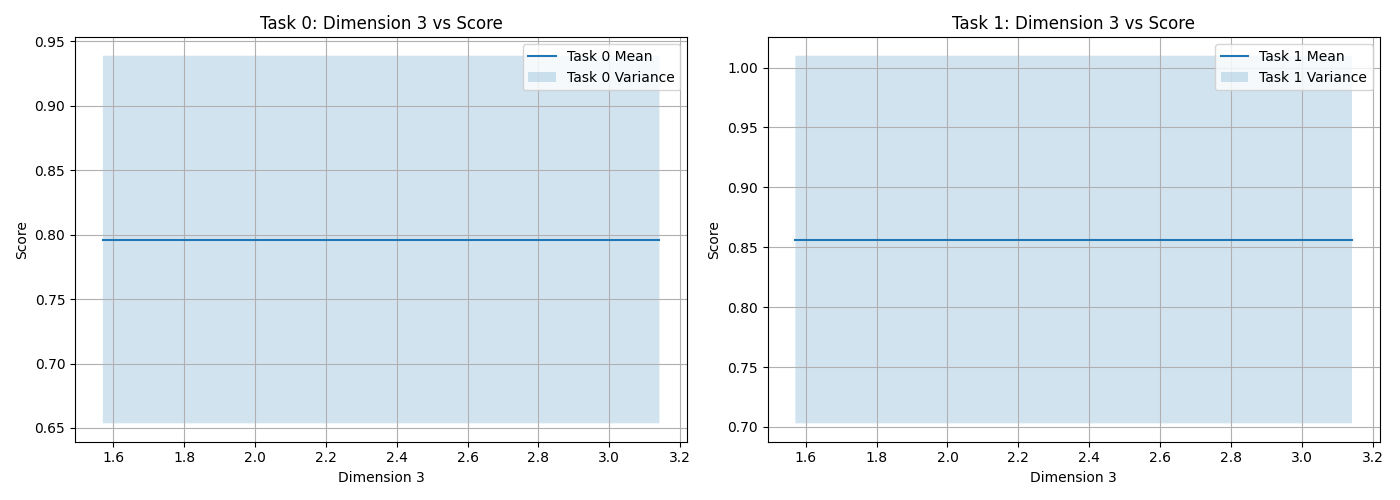 Task 0: Dimension 3 vs Score
0.95
0.90
0.85
0.80
0.75
0.70
0.65
Score
Task 0 Mean
Task 0 Variance
1.6 1.8 2.0 2.2 2.4 2.6 2.8 3.0 3.2
Dimension 3
Task 1: Dimension 3 vs Score
1.00
0.95
0.90
0.85
0.80
0.75
0.70
Score
Task 1 Mean
Task 1 Variance
1.6 1.8 2.0 2.2 2.4 2.6 2.8 3.0 3.2
Dimension 3